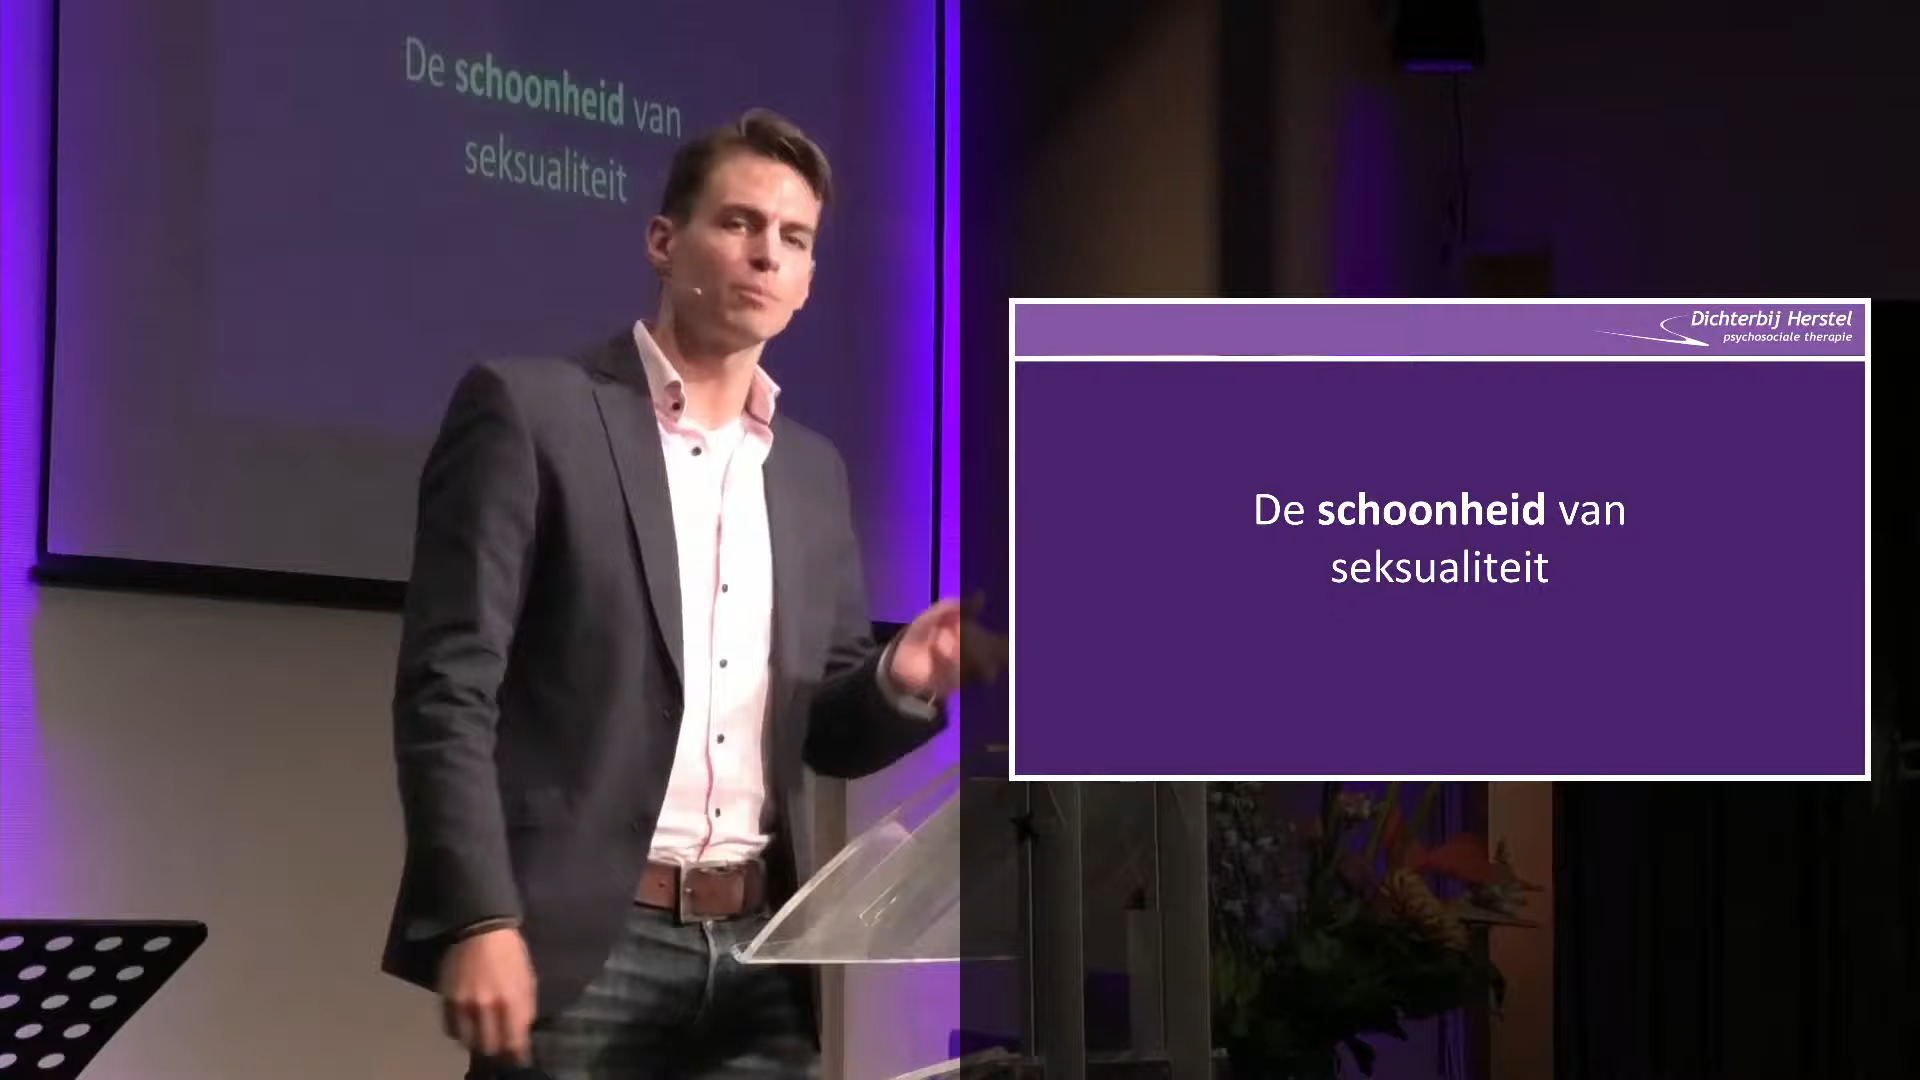 De schoonheid van
seksualiteit
Dichterbij Herstel
psychosociale therapie
De schoonheid van
seksualiteit